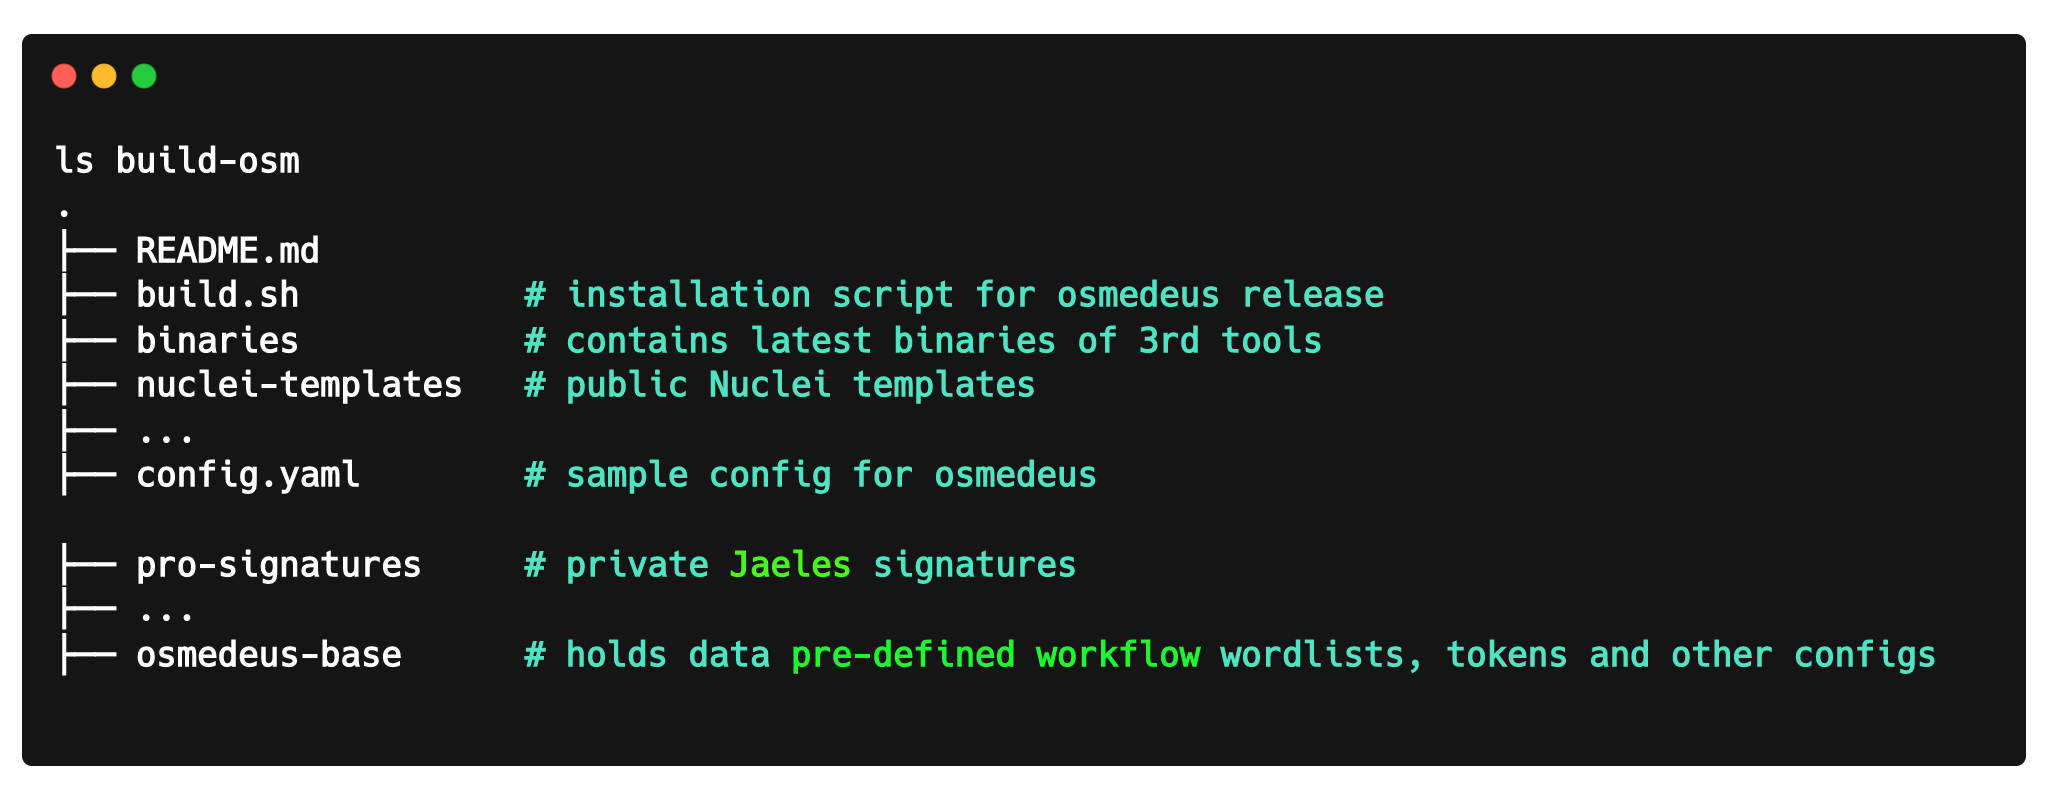 ls build-osm
.
├── README.md
├── build.sh           # installation script for osmedeus release
├── binaries           # contains latest binaries of 3rd tools
├── nuclei-templates   # public Nuclei templates
├── ...
├── config.yaml        # sample config for osmedeus
├── pro-signatures     # private Jaeles signatures
├── ...
├── osmedeus-base      # holds data pre-defined workflow wordlists, tokens and other configs